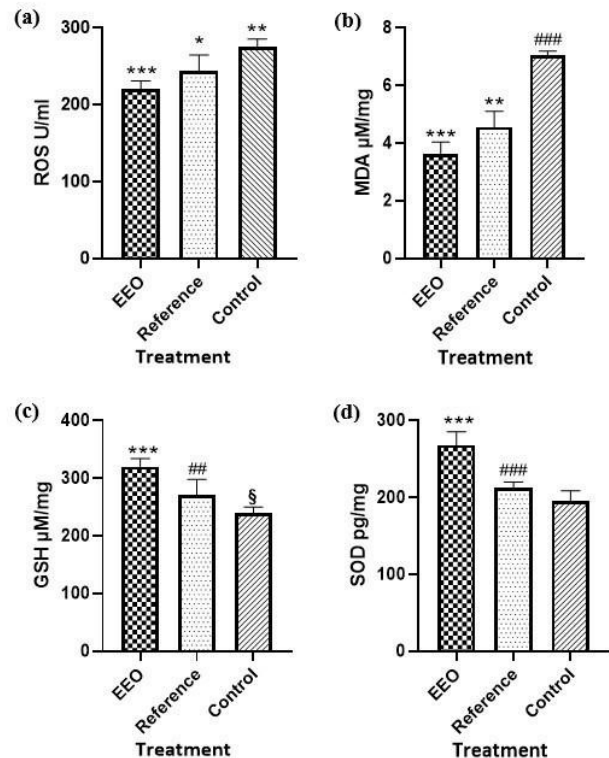 (a)
300
200
100
0
ROS U/ml
***
*
**
EEO
Reference
Control
Treatment
(b)
8
6
4
2
0
MDA µM/mg
***
**
###
EEO
Reference
Control
Treatment
(c)
400
300
200
100
0
GSH µM/mg
***
##
§
EEO
Reference
Control
Treatment
(d)
300
200
100
0
SOD pg/mg
***
###
EEO
Reference
Control
Treatment